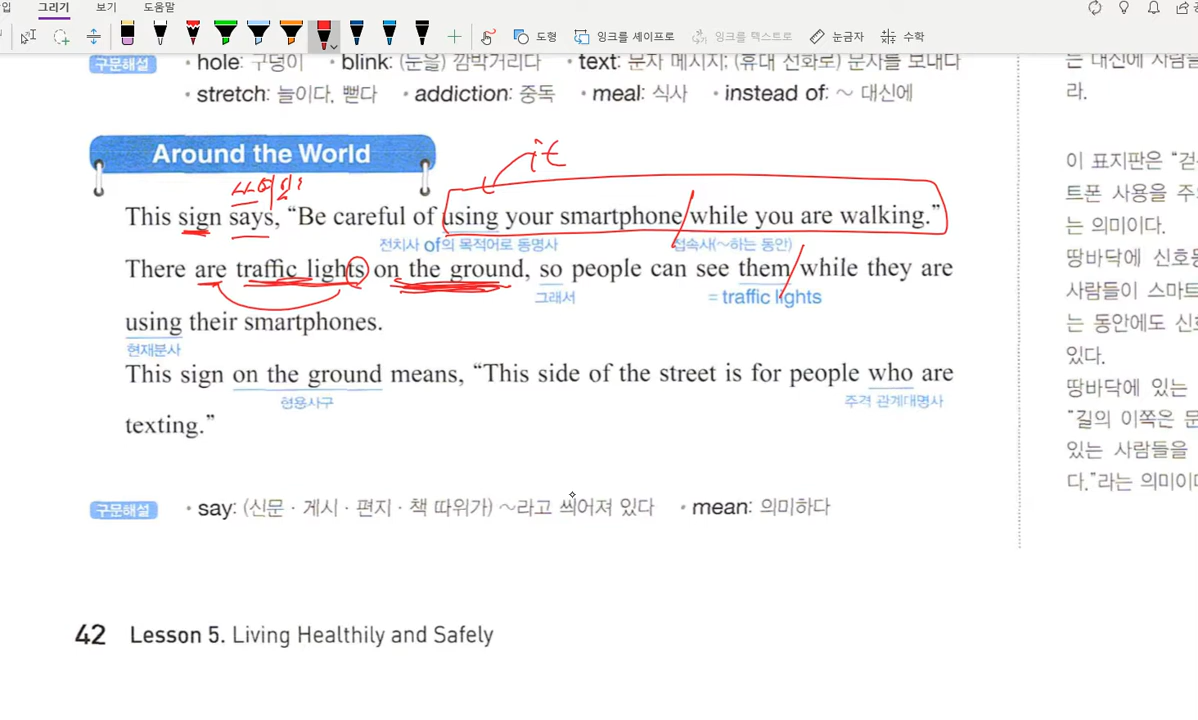 입 그리기 보기 도움말
도형 잉크를 셰이프로 잉크를 텍스트로 눈금자 수학
구문해설 • hole: 구덩이 • blink: (눈을) 깜박거리다 • text: 문자 메시지; (휴대 전화로) 문자를 보내다
• stretch: 늘이다, 뻗다 • addiction: 중독 • meal: 식사 • instead of: ~ 대신에
는 대신에 사람들
라.
Around the World
it
This sign says, “Be careful of using your smartphone while you are walking.”
전치사 of의 목적어로 동명사 접속사(~하는 동안)
There are traffic lights on the ground, so people can see them while they are
그래서 = traffic lights
using their smartphones.
현재분사
This sign on the ground means, “This side of the street is for people who are
형용사구 주격 관계대명사
texting.”
이 표지판은 “걷
트폰 사용을 주
는 의미이다.
땅바닥에 신호등
사람들이 스마트
는 동안에도 신호
있다.
땅바닥에 있는
“길의 이쪽은 문
있는 사람들을
다.”라는 의미이다
구문해설 • say: (신문 · 게시 · 편지 · 책 따위가) ~라고 씌어져 있다 • mean: 의미하다
42 Lesson 5. Living Healthily and Safely